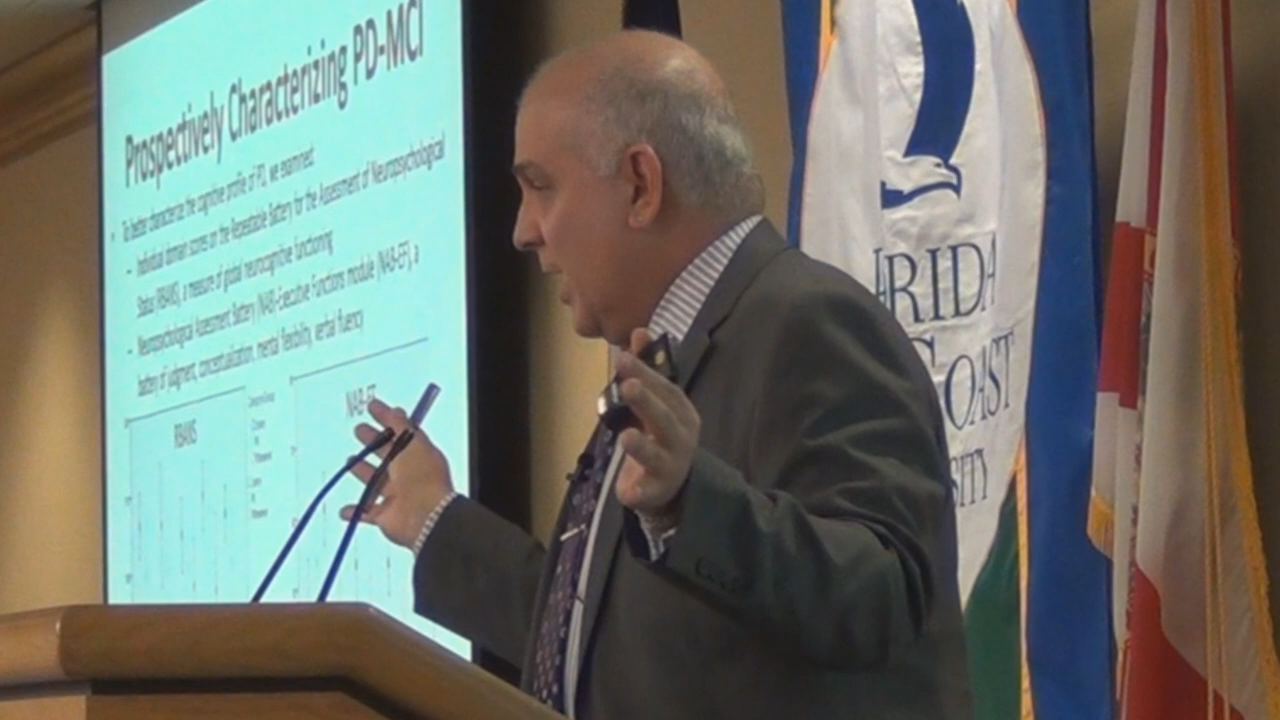 Prospectively Characterizing PD-MCI
• To better characterize the cognitive profile of PD, we examined:
– Individual domain scores on the Repeatable Battery for the Assessment of Neuropsychological
Status (RBANS), a measure of global neurocognitive functioning
– Neuropsychological Assessment Battery (NAB)-Executive Functions module (NAB-EF), a
battery of judgment, conceptualization, mental flexibility, verbal fluency
RBANS
NAB-EF
RIDA
COAST
SITY